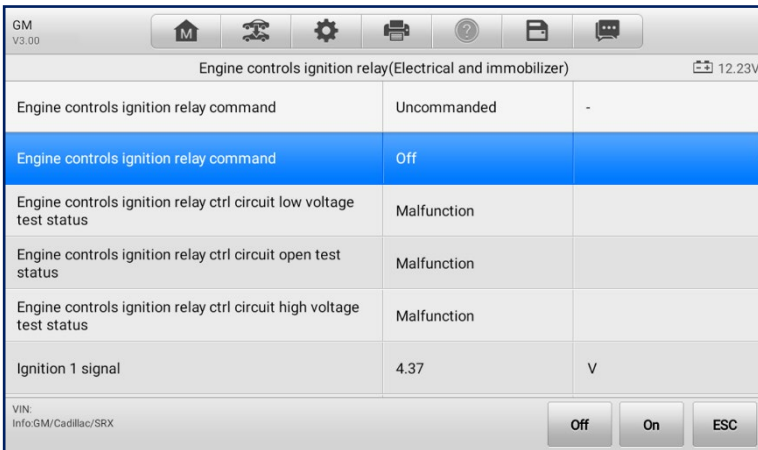 GM
V3.00
M
?
Engine controls ignition relay(Electrical and immobilizer)
12.23V
Engine controls ignition relay command Uncommanded -
Engine controls ignition relay command Off
Engine controls ignition relay ctrl circuit low voltage
test status
Malfunction
Engine controls ignition relay ctrl circuit open test
status
Malfunction
Engine controls ignition relay ctrl circuit high voltage
test status
Malfunction
Ignition 1 signal 4.37 V
VIN:
Info:GM/Cadillac/SRX
Off On ESC